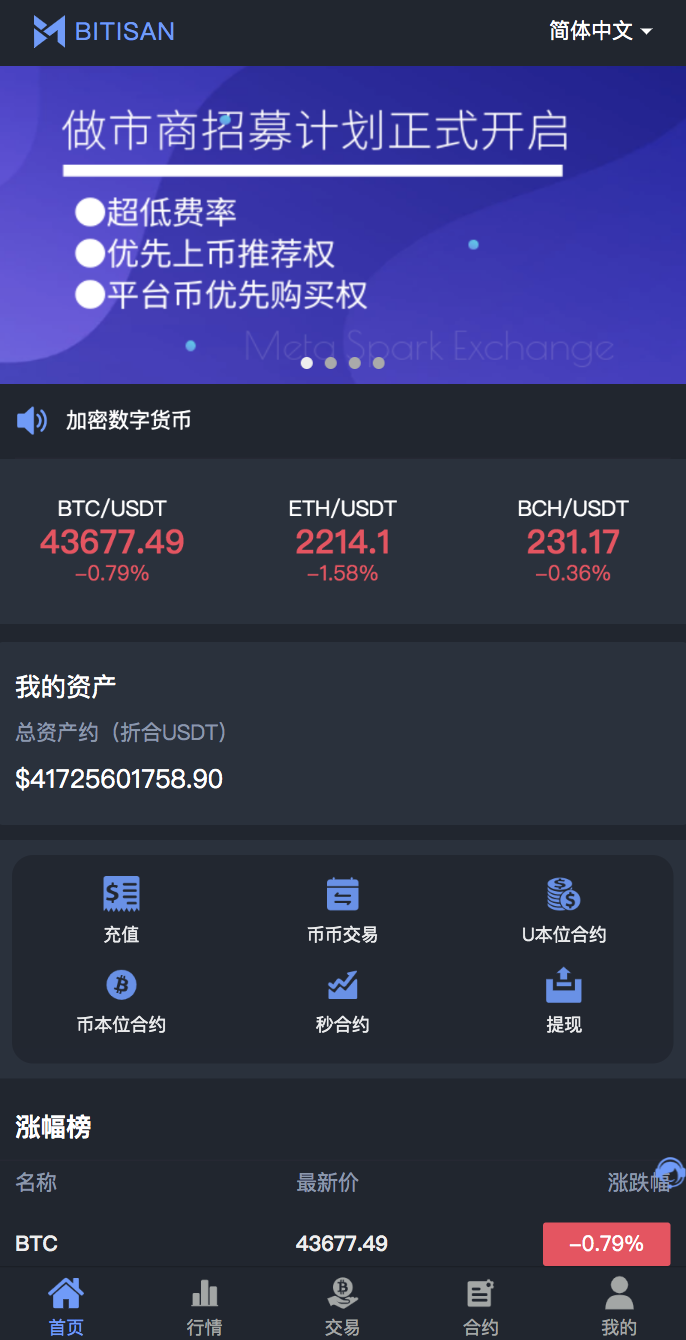 BITISAN
简体中文
做市商招募计划正式开启
●超低费率
●优先上币推荐权
●平台币优先购买权
Meta Spark Exchange
加密数字货币
BTC/USDT ETH/USDT BCH/USDT
43677.49 2214.1 231.17
-0.79% -1.58% -0.36%
我的资产
总资产约（折合USDT）
$41725601758.90
充值 币币交易 U本位合约
币本位合约 秒合约 提现
涨幅榜
名称 最新价 涨跌幅
BTC 43677.49 -0.79%
首页 行情 交易 合约 我的